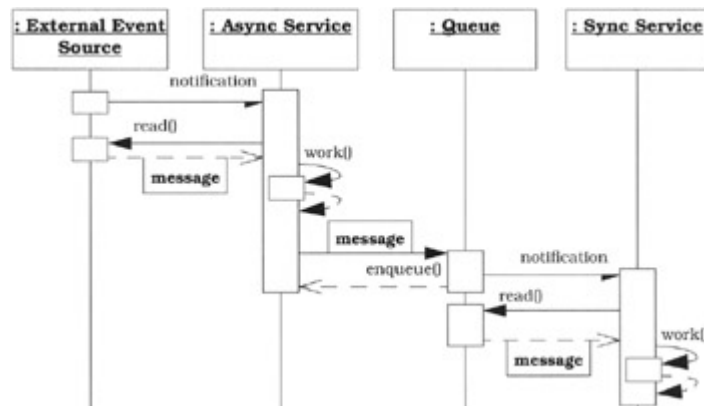 : External Event
Source
: Async Service
: Queue
: Sync Service
notification
read()
message
work()
message
enqueue()
notification
read()
message
work()